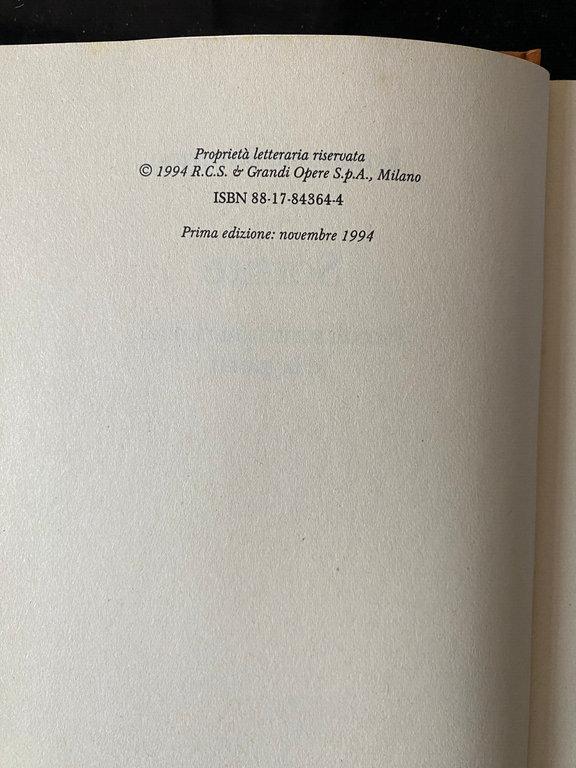 Proprietà letteraria riservata
© 1994 R.C.S. & Grandi Opere S.p.A., Milano
ISBN 88-17-84364-4
Prima edizione: novembre 1994